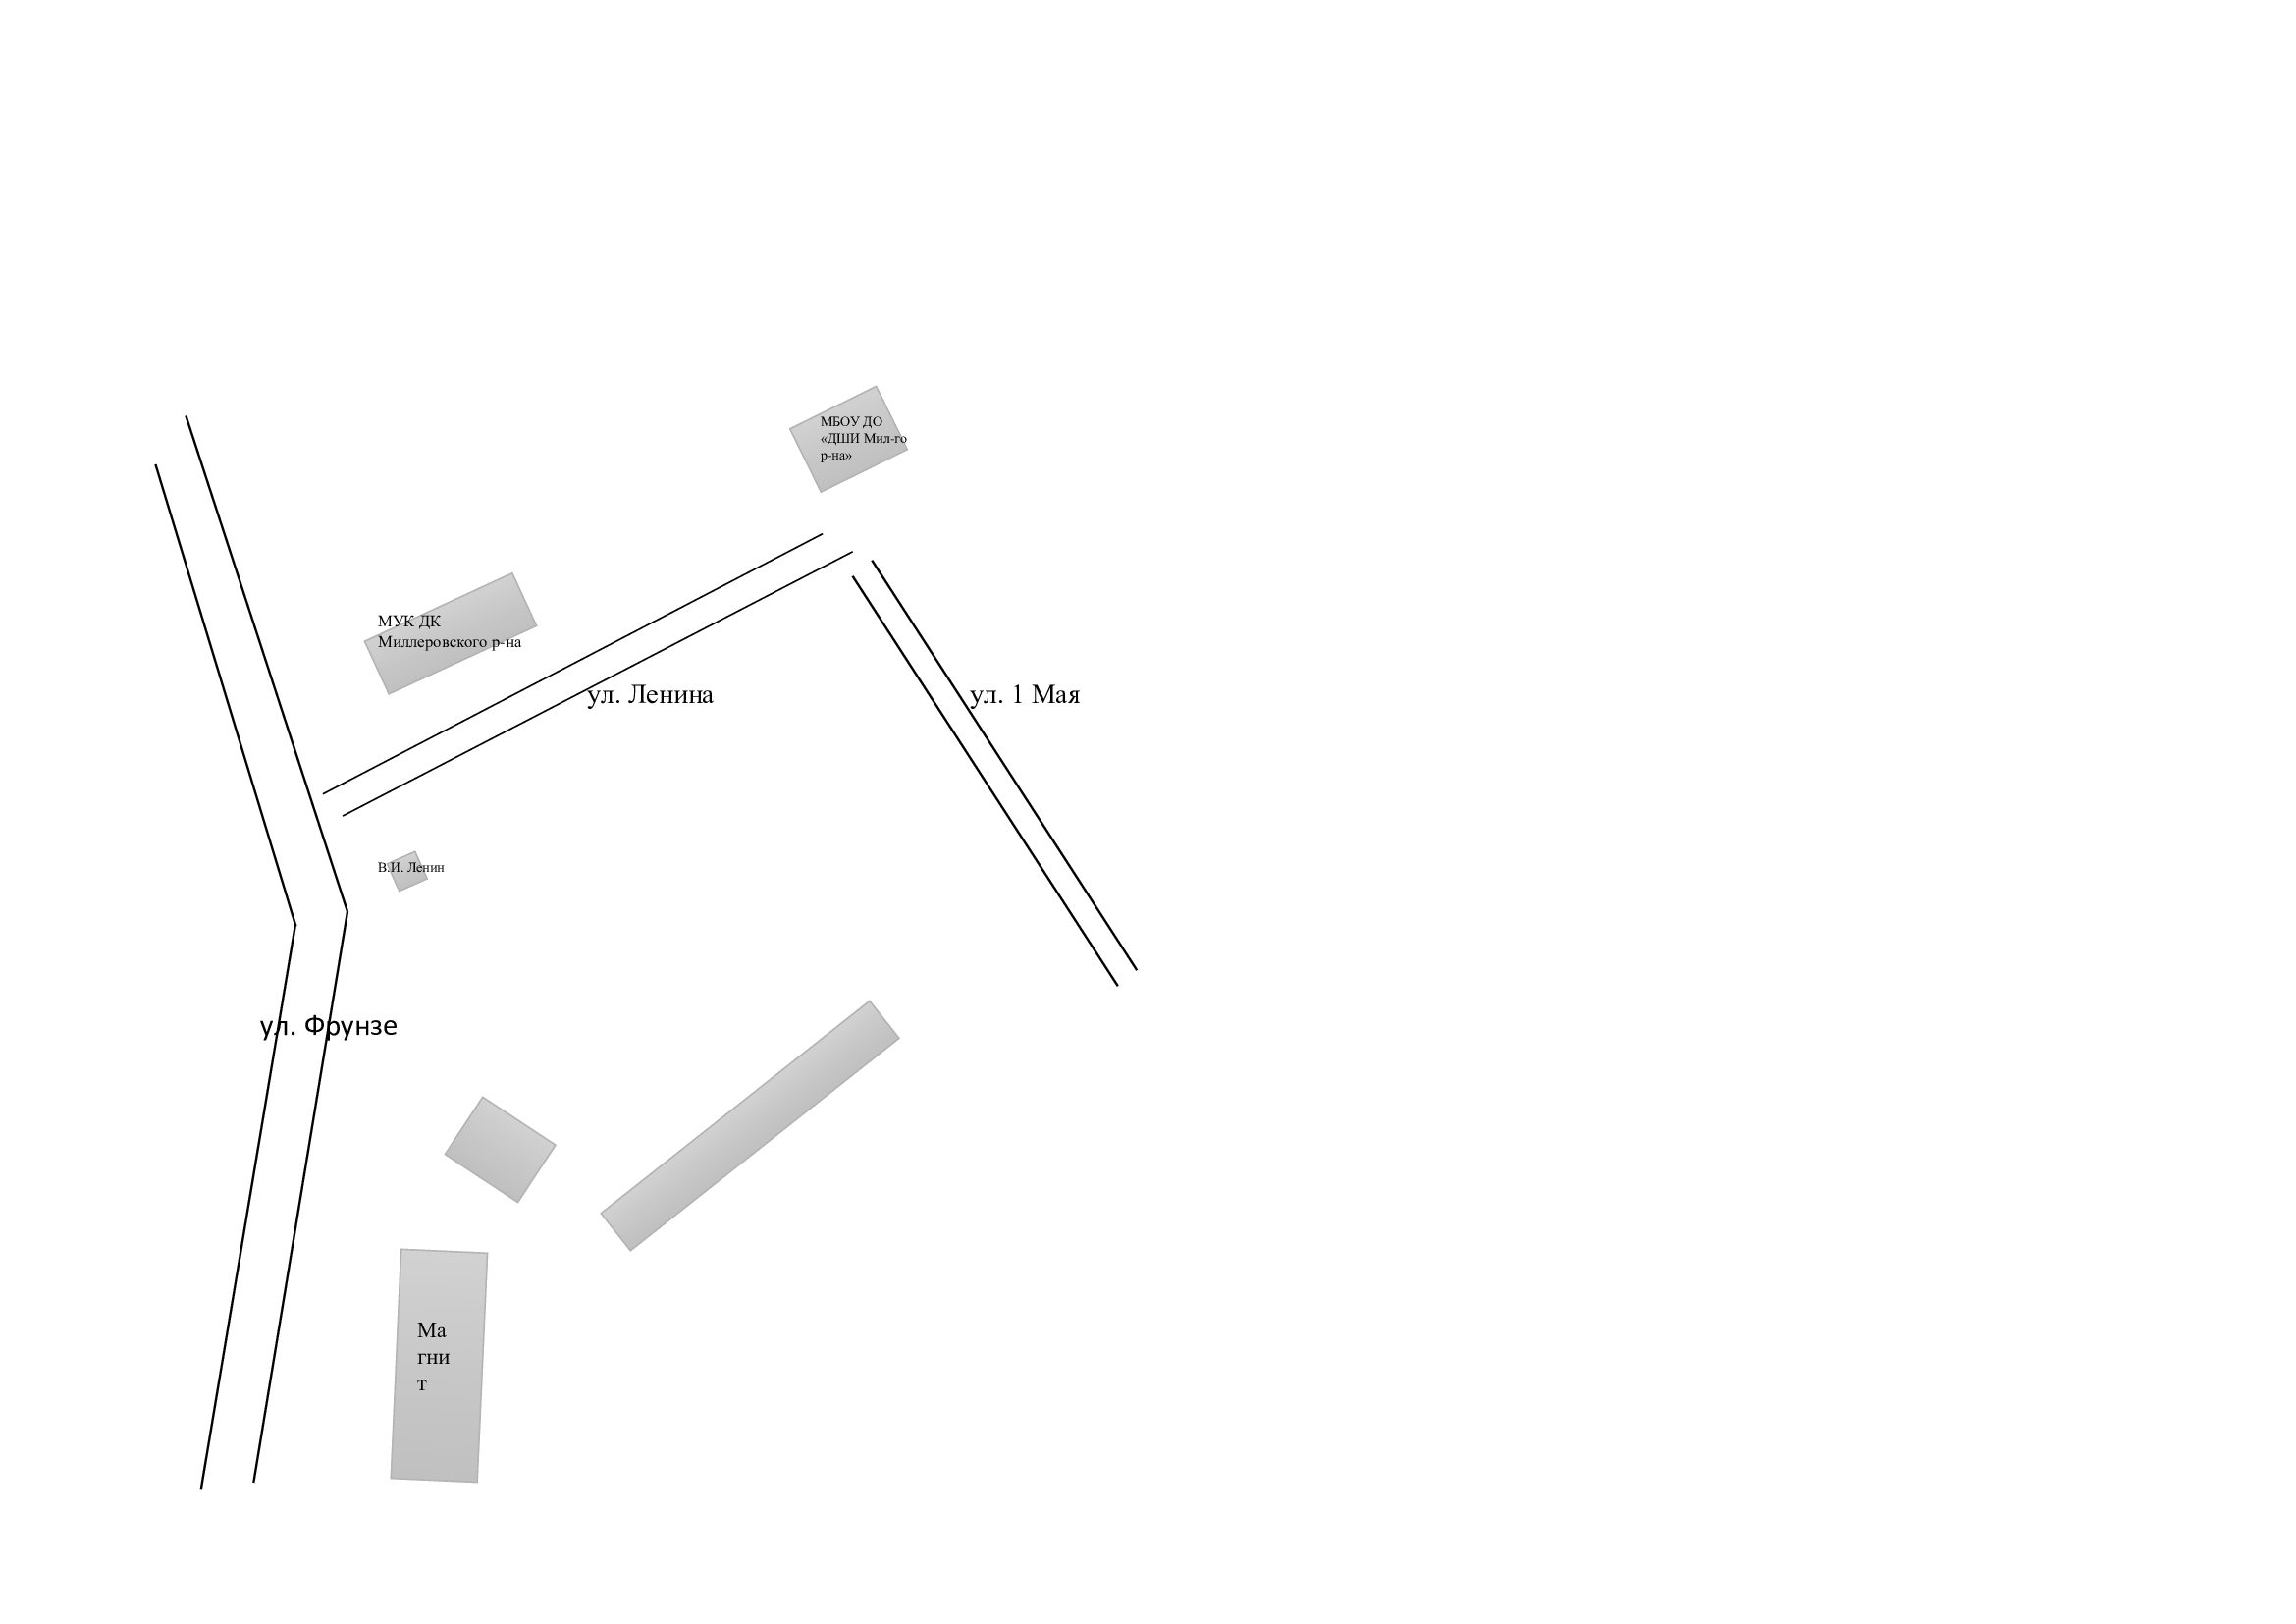 МБОУ ДО
«ДШИ Мил-го
р-на»
МУК ДК
Миллеровского р-на
ул. Ленина
ул. 1 Мая
В.И. Ленин
ул. Фрунзе
Ма
гни
т